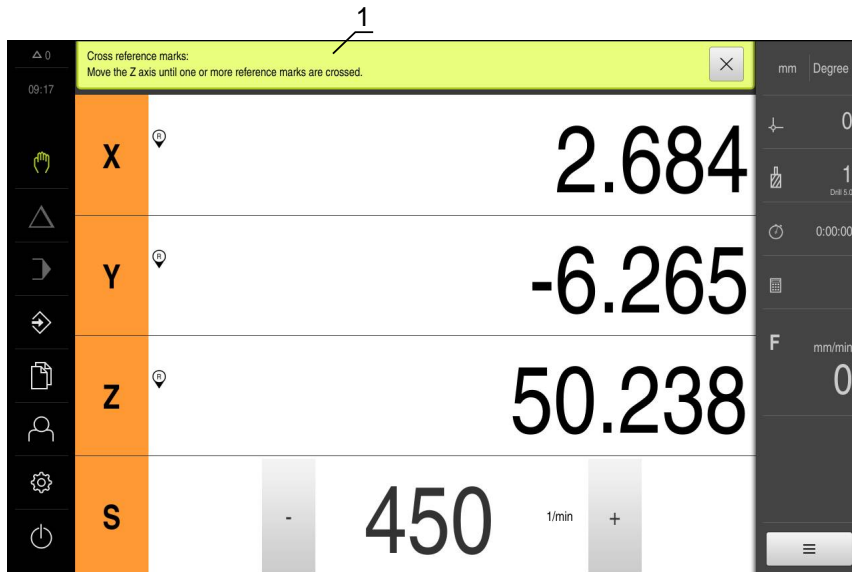 1
0
09:17
Cross reference marks:
Move the Z axis until one or more reference marks are crossed.
mm Degree
X R 2.684
0
1
Drill 5.0
Y R -6.265
0:00:00
Z R 50.238
F mm/min
0
S - 450 1/min +